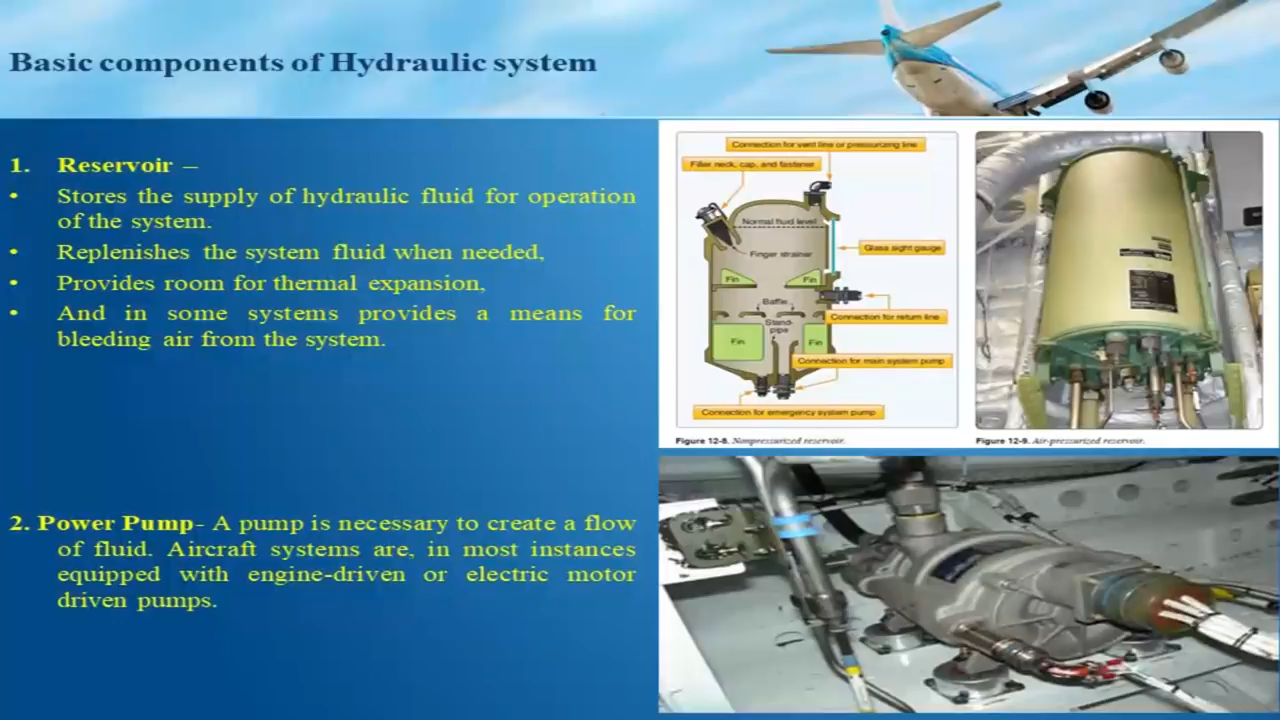 Basic components of Hydraulic system
1. Reservoir –
• Stores the supply of hydraulic fluid for operation
of the system.
• Replenishes the system fluid when needed,
• Provides room for thermal expansion,
• And in some systems provides a means for
bleeding air from the system.
2. Power Pump- A pump is necessary to create a flow
of fluid. Aircraft systems are, in most instances
equipped with engine-driven or electric motor
driven pumps.
Connection for vent line or pressurizing line
Filler neck, cap, and fastener
Normal fluid level
Glass sight gauge
Finger strainer
Fin
Fin
Baffle
Connection for return line
Stand-
pipe
Fin
Fin
Connection for main system pump
Connection for emergency system pump
Figure 12-8. Nonpressurized reservoir.
Figure 12-9. Air-pressurized reservoir.